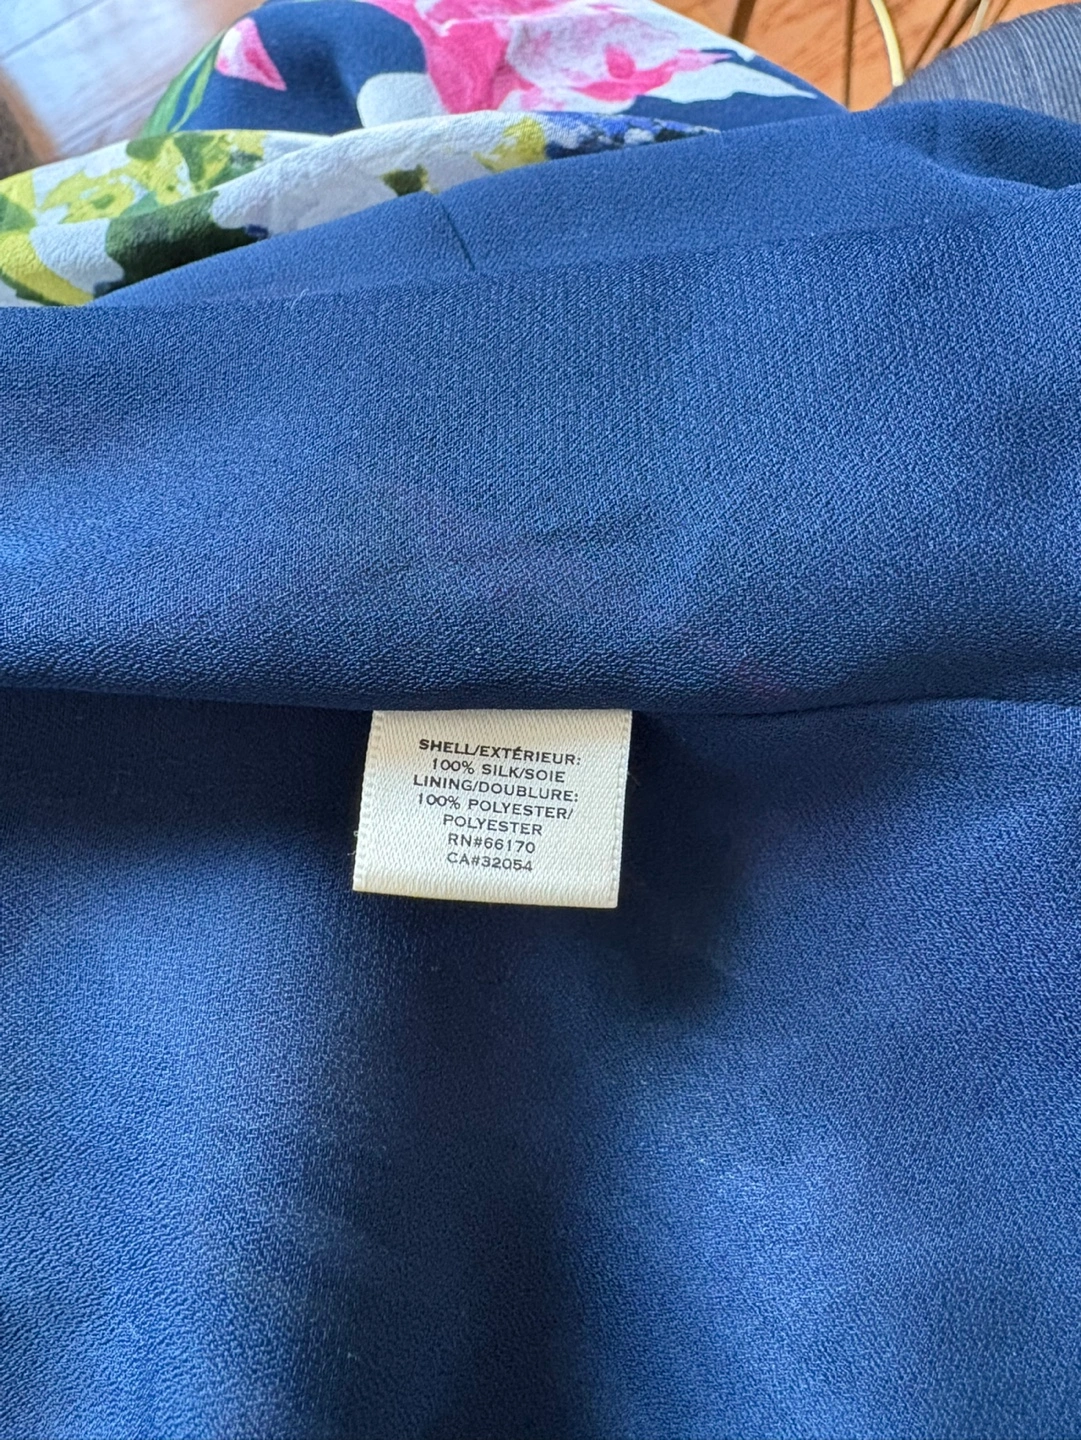 SHELL/EXTÉRIEUR:
100% SILK/SOIE
LINING/DOUBLURE:
100% POLYESTER/
POLYESTER
RN#66170
CA#32054